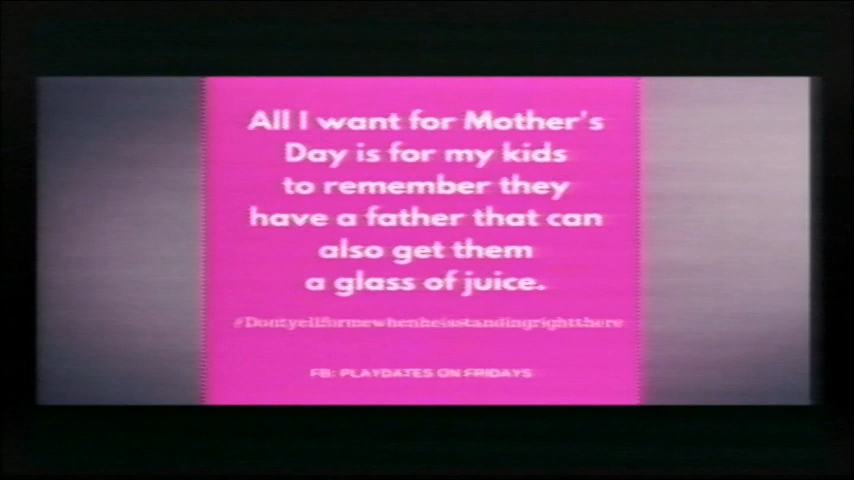 All I want for Mother's
Day is for my kids
to remember they
have a father that can
also get them
a glass of juice.
#Dontyellformewhenheisstandingrightthere
FB: PLAYDATES ON FRIDAYS